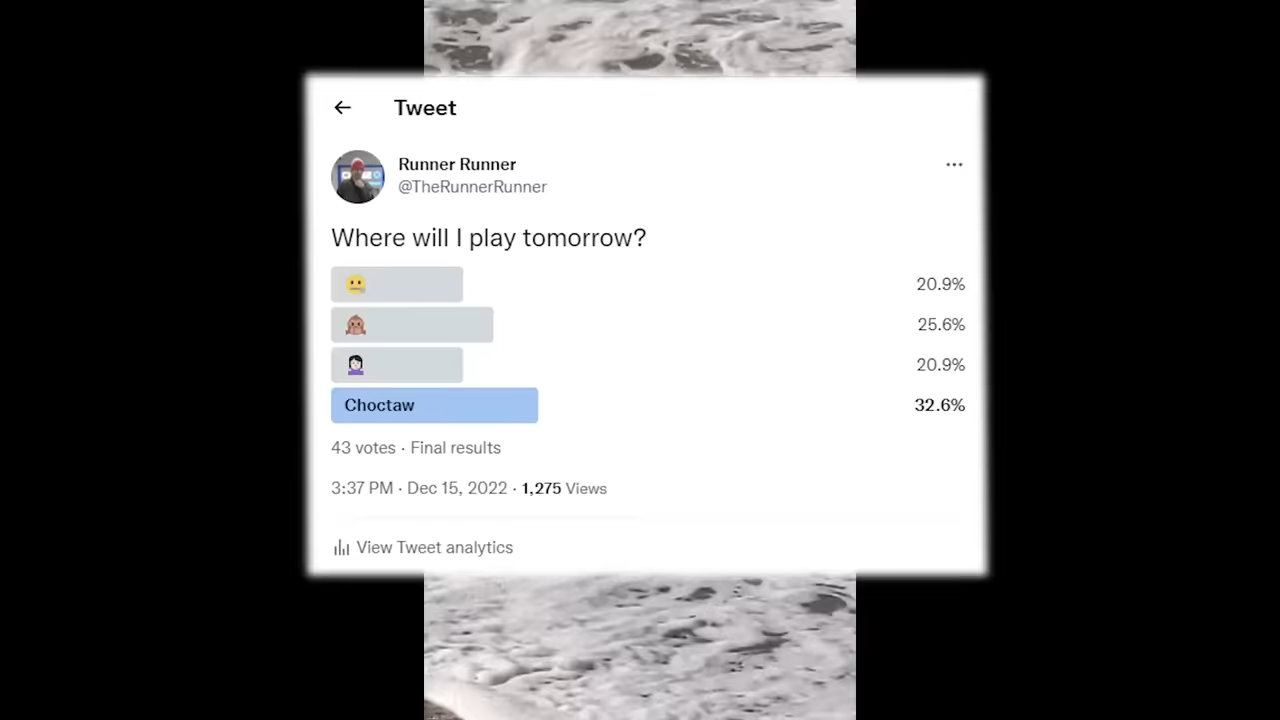 Tweet
Runner Runner
@TheRunnerRunner
Where will I play tomorrow?
🤐 20.9%
🙊 25.6%
🤷🏻‍♀️ 20.9%
Choctaw 32.6%
43 votes · Final results
3:37 PM · Dec 15, 2022 · 1,275 Views
View Tweet analytics